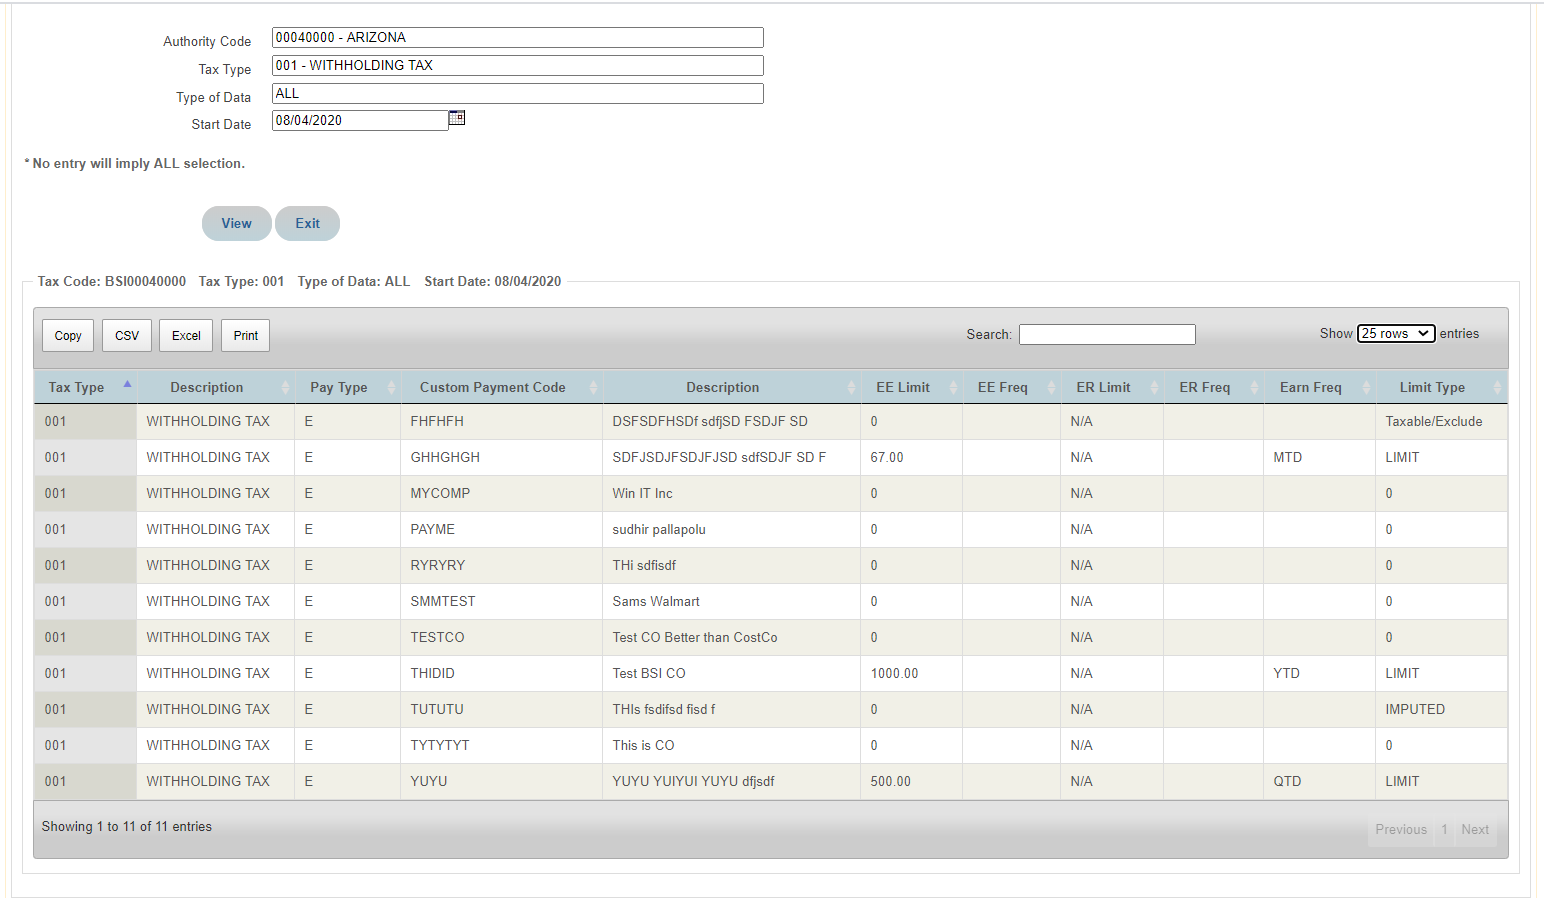 Authority Code 00040000 - ARIZONA
Tax Type 001 - WITHHOLDING TAX
Type of Data ALL
Start Date 08/04/2020
* No entry will imply ALL selection.
View Exit
Tax Code: BSI00040000 Tax Type: 001 Type of Data: ALL Start Date: 08/04/2020
Copy CSV Excel Print Search: Show 25 rows entries
Tax Type Description Pay Type Custom Payment Code Description EE Limit EE Freq ER Limit ER Freq Earn Freq Limit Type
001 WITHHOLDING TAX E FHFHFH DSFSDFHSDf sdfjSD FSDJF SD 0 N/A Taxable/Exclude
001 WITHHOLDING TAX E GHHGHGH SDFJSDJFSDJFJSD sdfSDJF SD F 67.00 N/A MTD LIMIT
001 WITHHOLDING TAX E MYCOMP Win IT Inc 0 N/A 0
001 WITHHOLDING TAX E PAYME sudhir pallapolu 0 N/A 0
001 WITHHOLDING TAX E RYRYRY THi sdfisdf 0 N/A 0
001 WITHHOLDING TAX E SMMTEST Sams Walmart 0 N/A 0
001 WITHHOLDING TAX E TESTCO Test CO Better than CostCo 0 N/A 0
001 WITHHOLDING TAX E THIDID Test BSI CO 1000.00 N/A YTD LIMIT
001 WITHHOLDING TAX E TUTUTU THIs fsdifsd fisd f 0 N/A IMPUTED
001 WITHHOLDING TAX E TYTYTYT This is CO 0 N/A 0
001 WITHHOLDING TAX E YUYU YUYU YUIYUI YUYU dfjsdf 500.00 N/A QTD LIMIT
Showing 1 to 11 of 11 entries
Previous 1 Next